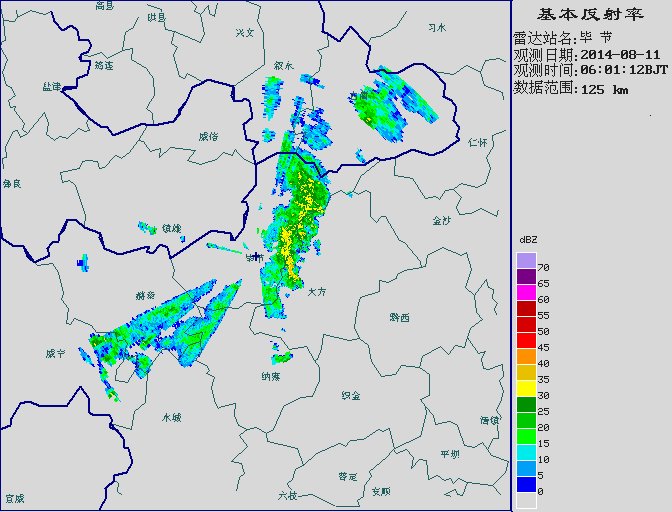 基本反射率
雷达站名:毕 节
观测日期:2014-08-11
观测时间:06:01:12BJT
数据范围:125 km
高县
珙县
兴文
习水
筠连
叙永
盐津
威信
仁怀
彝良
金沙
镇雄
毕节
赫章
大方
黔西
威宁
纳雍
织金
水城
清镇
平坝
普定
安顺
六枝
宣威
dBZ
70
65
60
55
50
45
40
35
30
25
20
15
10
5
0